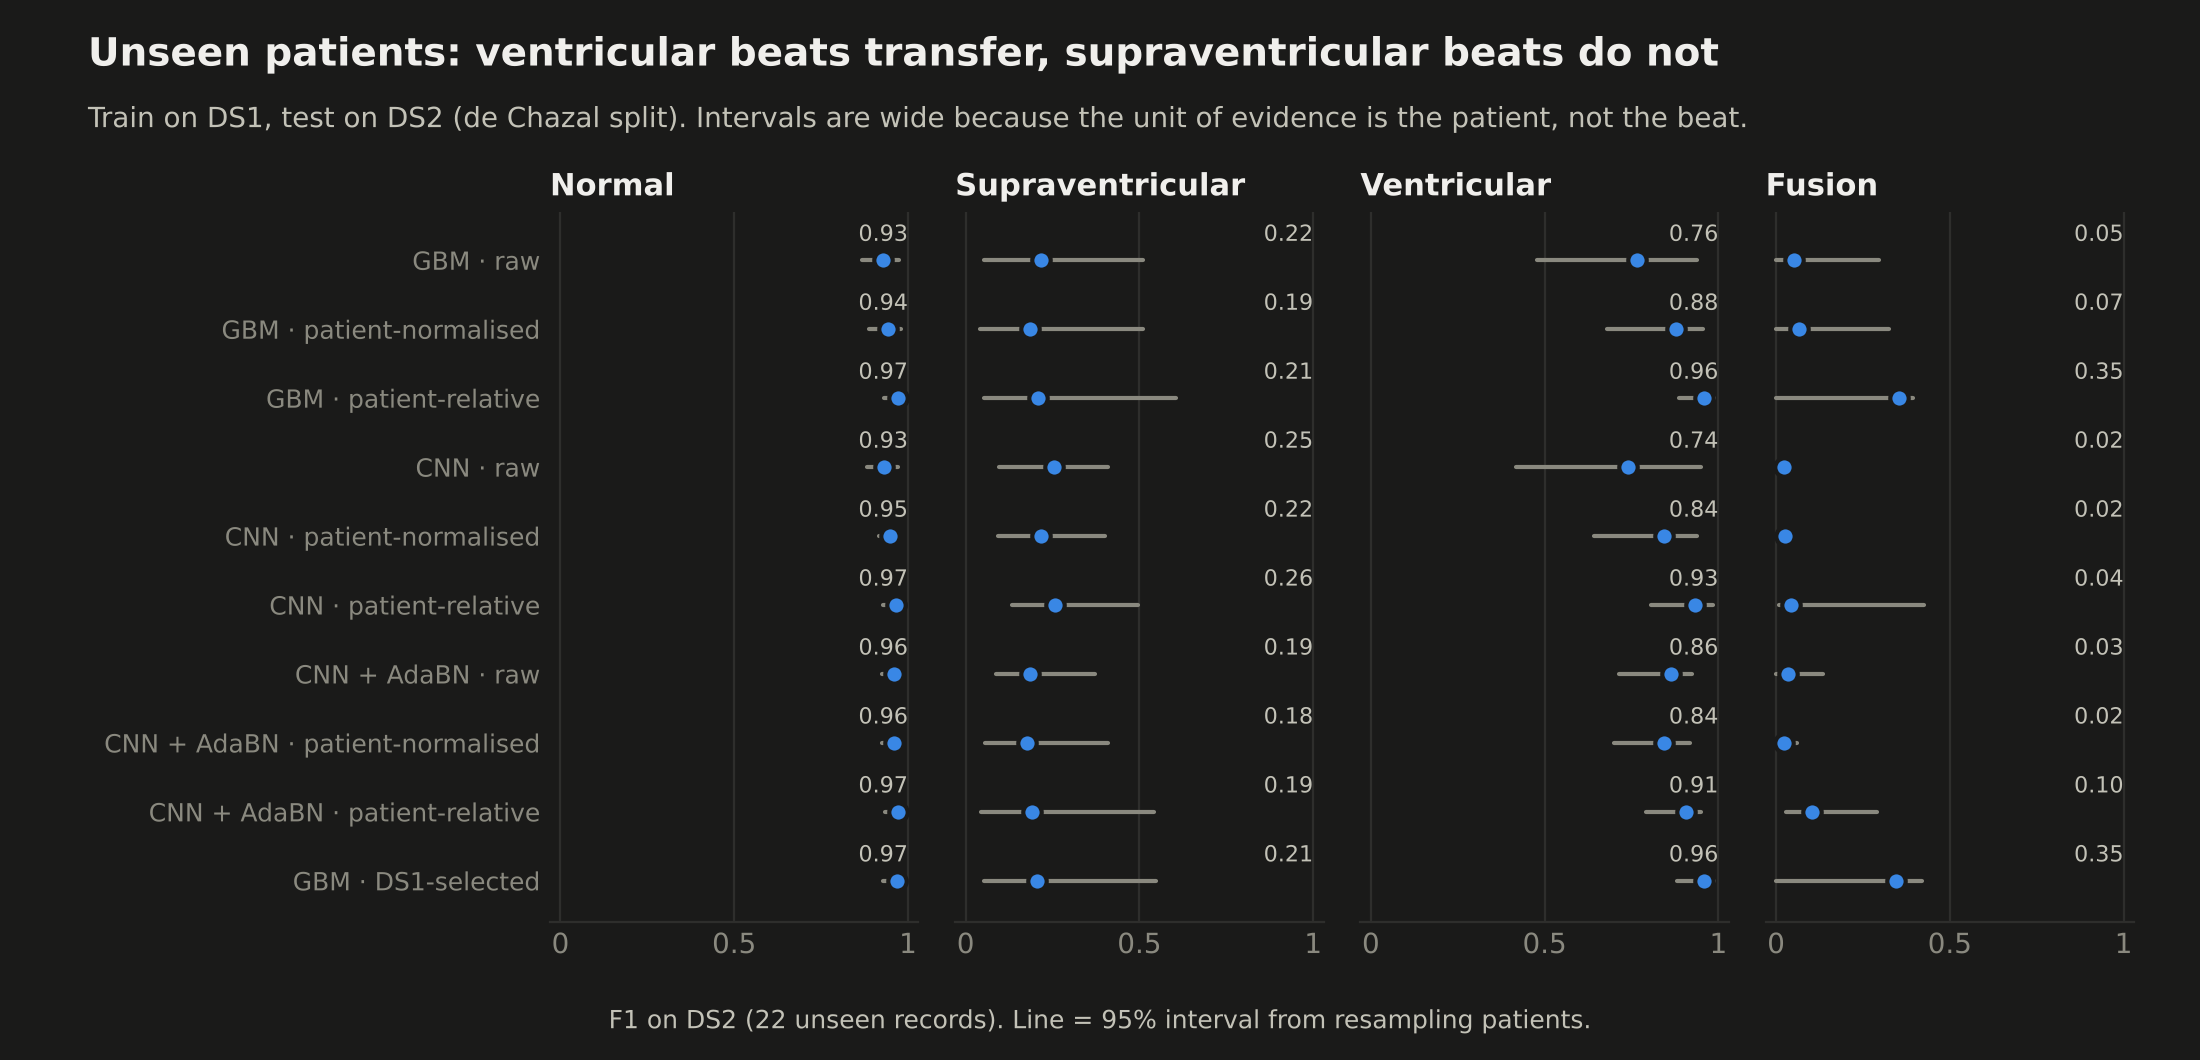 Unseen patients: ventricular beats transfer, supraventricular beats do not
Train on DS1, test on DS2 (de Chazal split). Intervals are wide because the unit of evidence is the patient, not the beat.
Normal Supraventricular Ventricular Fusion
0.93 0.22 0.76 0.05
GBM · raw
0.94 0.19 0.88 0.07
GBM · patient-normalised
0.97 0.21 0.96 0.35
GBM · patient-relative
0.93 0.25 0.74 0.02
CNN · raw
0.95 0.22 0.84 0.02
CNN · patient-normalised
0.97 0.26 0.93 0.04
CNN · patient-relative
0.96 0.19 0.86 0.03
CNN + AdaBN · raw
0.96 0.18 0.84 0.02
CNN + AdaBN · patient-normalised
0.97 0.19 0.91 0.10
CNN + AdaBN · patient-relative
0.97 0.21 0.96 0.35
GBM · DS1-selected
0 0.5 1 0 0.5 1 0 0.5 1 0 0.5 1
F1 on DS2 (22 unseen records). Line = 95% interval from resampling patients.